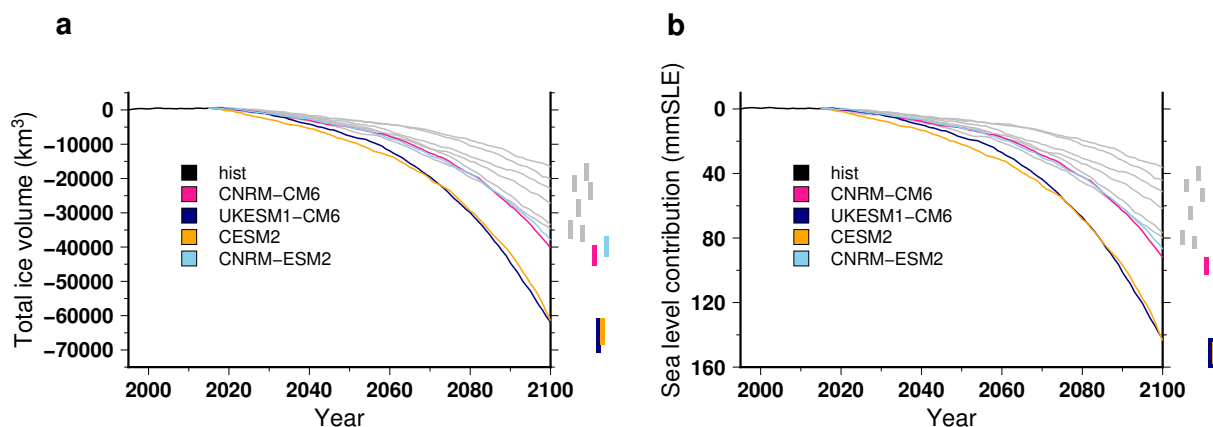 a
Total ice volume (km³)
0
−10000
−20000
−30000
−40000
−50000
−60000
−70000
hist
CNRM−CM6
UKESM1−CM6
CESM2
CNRM−ESM2
2000 2020 2040 2060 2080 2100
Year
b
Sea level contribution (mmSLE)
0
40
80
120
160
hist
CNRM−CM6
UKESM1−CM6
CESM2
CNRM−ESM2
2000 2020 2040 2060 2080 2100
Year